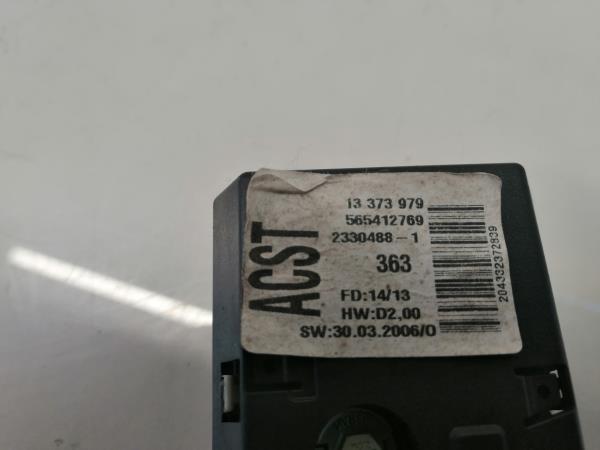 ACST
13 373 979
565412769
2330488-1
363
FD:14/13
HW:D2,00
SW:30.03.2006/0
204332372839